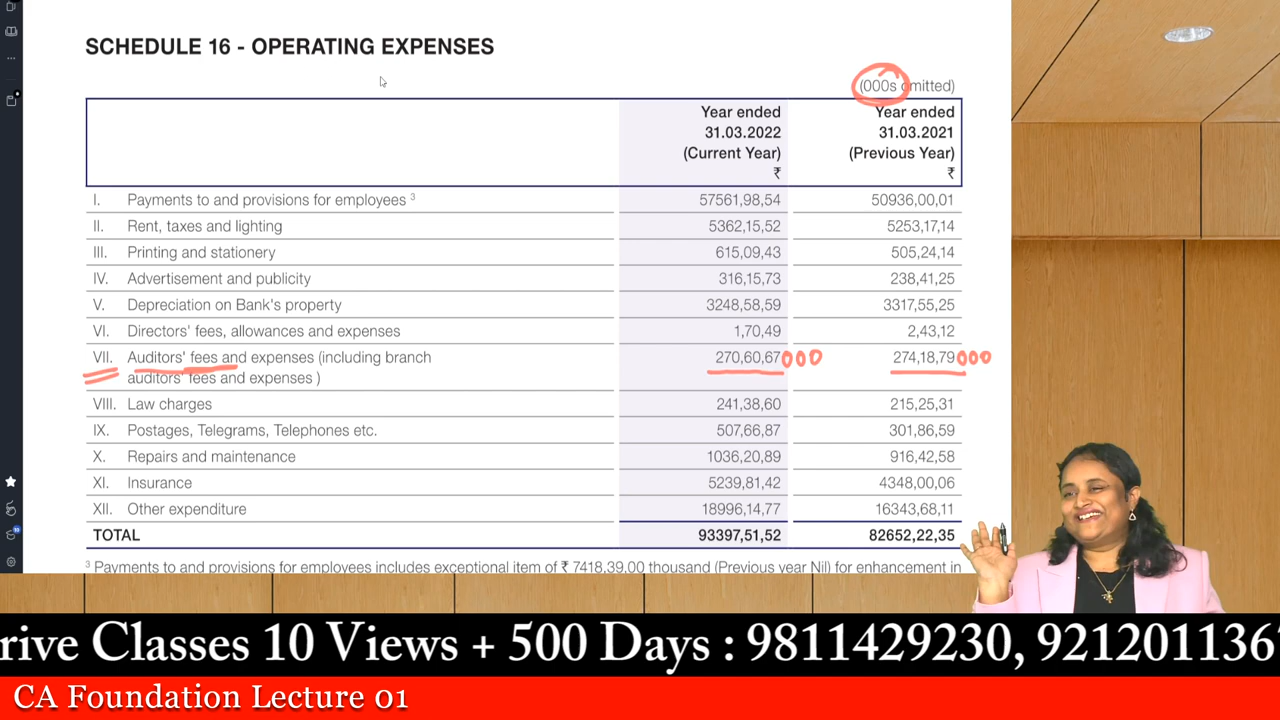 SCHEDULE 16 - OPERATING EXPENSES
(000s omitted)
Year ended 31.03.2022 (Current Year) ₹ Year ended 31.03.2021 (Previous Year) ₹
I. Payments to and provisions for employees 3 57561,98,54 50936,00,01
II. Rent, taxes and lighting 5362,15,52 5253,17,14
III. Printing and stationery 615,09,43 505,24,14
IV. Advertisement and publicity 316,15,73 238,41,25
V. Depreciation on Bank's property 3248,58,59 3317,55,25
VI. Directors' fees, allowances and expenses 1,70,49 2,43,12
VII. Auditors' fees and expenses (including branch 270,60,67 000 274,18,79 000
auditors' fees and expenses )
VIII. Law charges 241,38,60 215,25,31
IX. Postages, Telegrams, Telephones etc. 507,66,87 301,86,59
X. Repairs and maintenance 1036,20,89 916,42,58
XI. Insurance 5239,81,42 4348,00,06
XII. Other expenditure 18996,14,77 16343,68,11
TOTAL 93397,51,52 82652,22,35
3 Payments to and provisions for employees includes exceptional item of ₹ 7418,39,00 thousand (Previous year Nil) for enhancement in
rive Classes 10 Views + 500 Days : 9811429230, 9212011367
CA Foundation Lecture 01